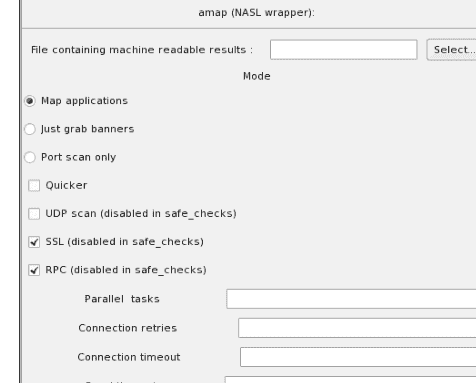 amap (NASL wrapper):
File containing machine readable results :
Select...
Mode
Map applications
Just grab banners
Port scan only
Quicker
UDP scan (disabled in safe_checks)
SSL (disabled in safe_checks)
RPC (disabled in safe_checks)
Parallel tasks
Connection retries
Connection timeout